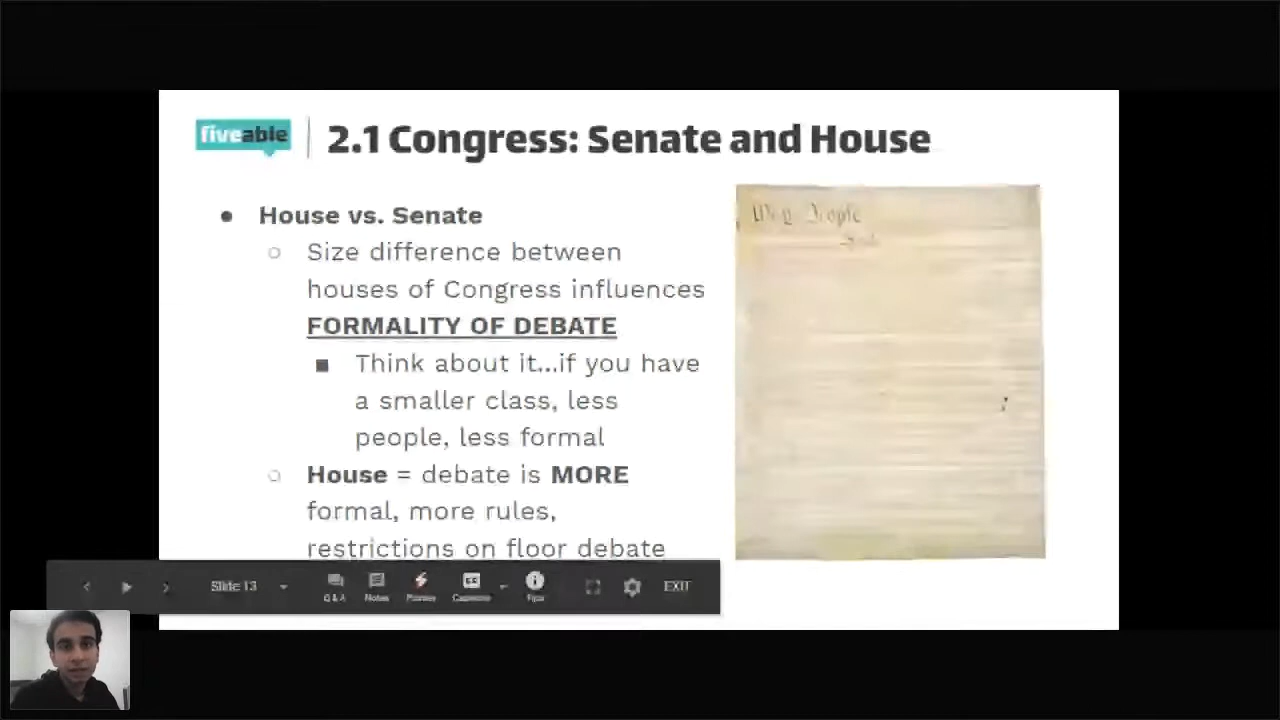 fiveable
2.1 Congress: Senate and House
● House vs. Senate
○ Size difference between
houses of Congress influences
FORMALITY OF DEBATE
■ Think about it...if you have
a smaller class, less
people, less formal
○ House = debate is MORE
formal, more rules,
restrictions on floor debate
We People
Slide 13
Q & A
Notes
Pointer
Captions
Tips
EXIT